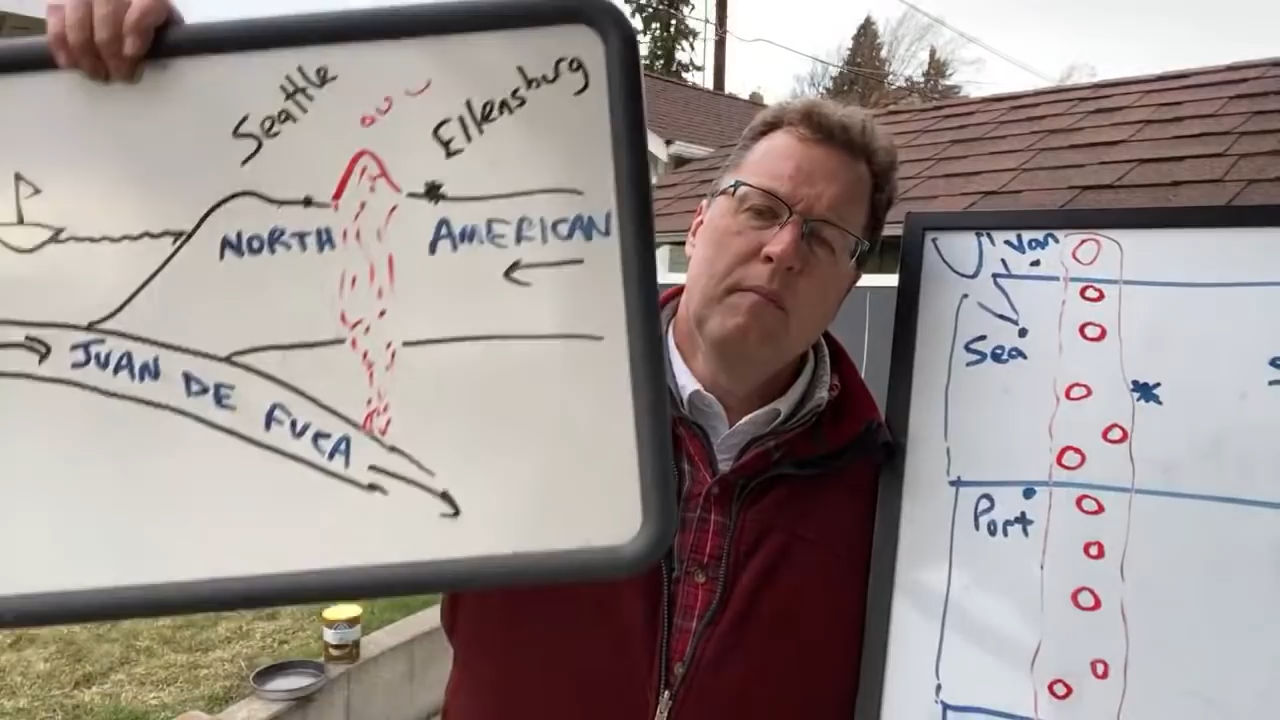 Seattle
Ellensburg
NORTH AMERICAN
JUAN DE FUCA
Van
Sea
Port